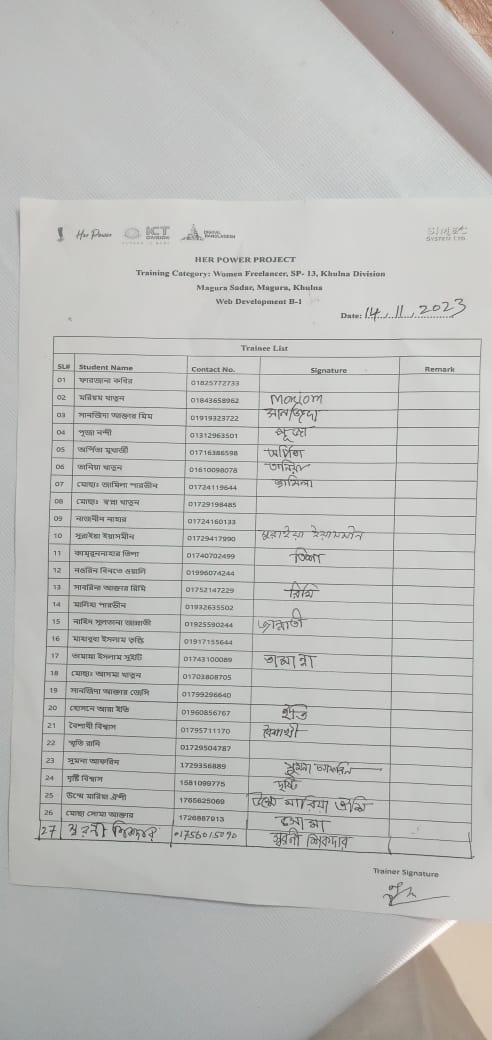 Her Power ICT DIVISION DIGITAL BANGLADESH
SYSTEM LTD.
HER POWER PROJECT
Training Category: Women Freelancer, SP- 13, Khulna Division
Magura Sadar, Magura, Khulna
Web Development B-1
Date: 14.11.2023
Trainee List
SL# Student Name Contact No. Signature Remark
01 ফারজানা কবির 01825772733
02 মরিয়ম খাতুন 01843658962 Moriom
03 সানজিদা আক্তার মিম 01919323722 সানজিদা
04 পূজা নন্দী 01312963501 পূজা
05 অর্পিতা মুখার্জী 01716386598 অর্পিতা
06 তানিয়া খাতুন 01610098078 তানিয়া
07 মোছাঃ জামিলা পারভীন 01724119644 জামিলা
08 মোছাঃ স্বপ্না খাতুন 01729198485
09 নাজনীন নাহার 01724160133
10 সুরাইয়া ইয়াসমীন 01729417990 সুরাইয়া ইয়াসমীন
11 কামরুননাহার তিশা 01740702499 তিশা
12 নওরিন বিনতে ওয়ালি 01996074244
13 সাবরিনা আক্তার রিমি 01752147229 রিমি
14 মানিয়া পারভীন 01932635502
15 নাহিদ সুলতানা জান্নাতী 01925590244 জান্নাতী
16 মাহাবুবা ইসলাম তৃপ্তি 01917155644
17 তামান্না ইসলাম সুইটি 01743100089 তামান্না
18 মোছাঃ আসমা খাতুন 01703808705
19 সানজিদা আক্তার জেসি 01799296640
20 হোসনে আরা ইতি 01960856767 ইতি
21 বৈশাখী বিশ্বাস 01795711170 বৈশাখী
22 স্মৃতি রানি 01729504787
23 সুমনা আফরিন 1729356889 সুমনা আফরিন
24 দৃষ্টি বিশ্বাস 1581099775 দৃষ্টি
25 উম্মে মারিয়া ঐশী 1765625069 উম্মে মারিয়া ঐশি
26 মোছা সোমা আক্তার 1726887913 সোমা
27 সুরনী শিকদার 01756015090 সুরনী শিকদার
Trainer Signature